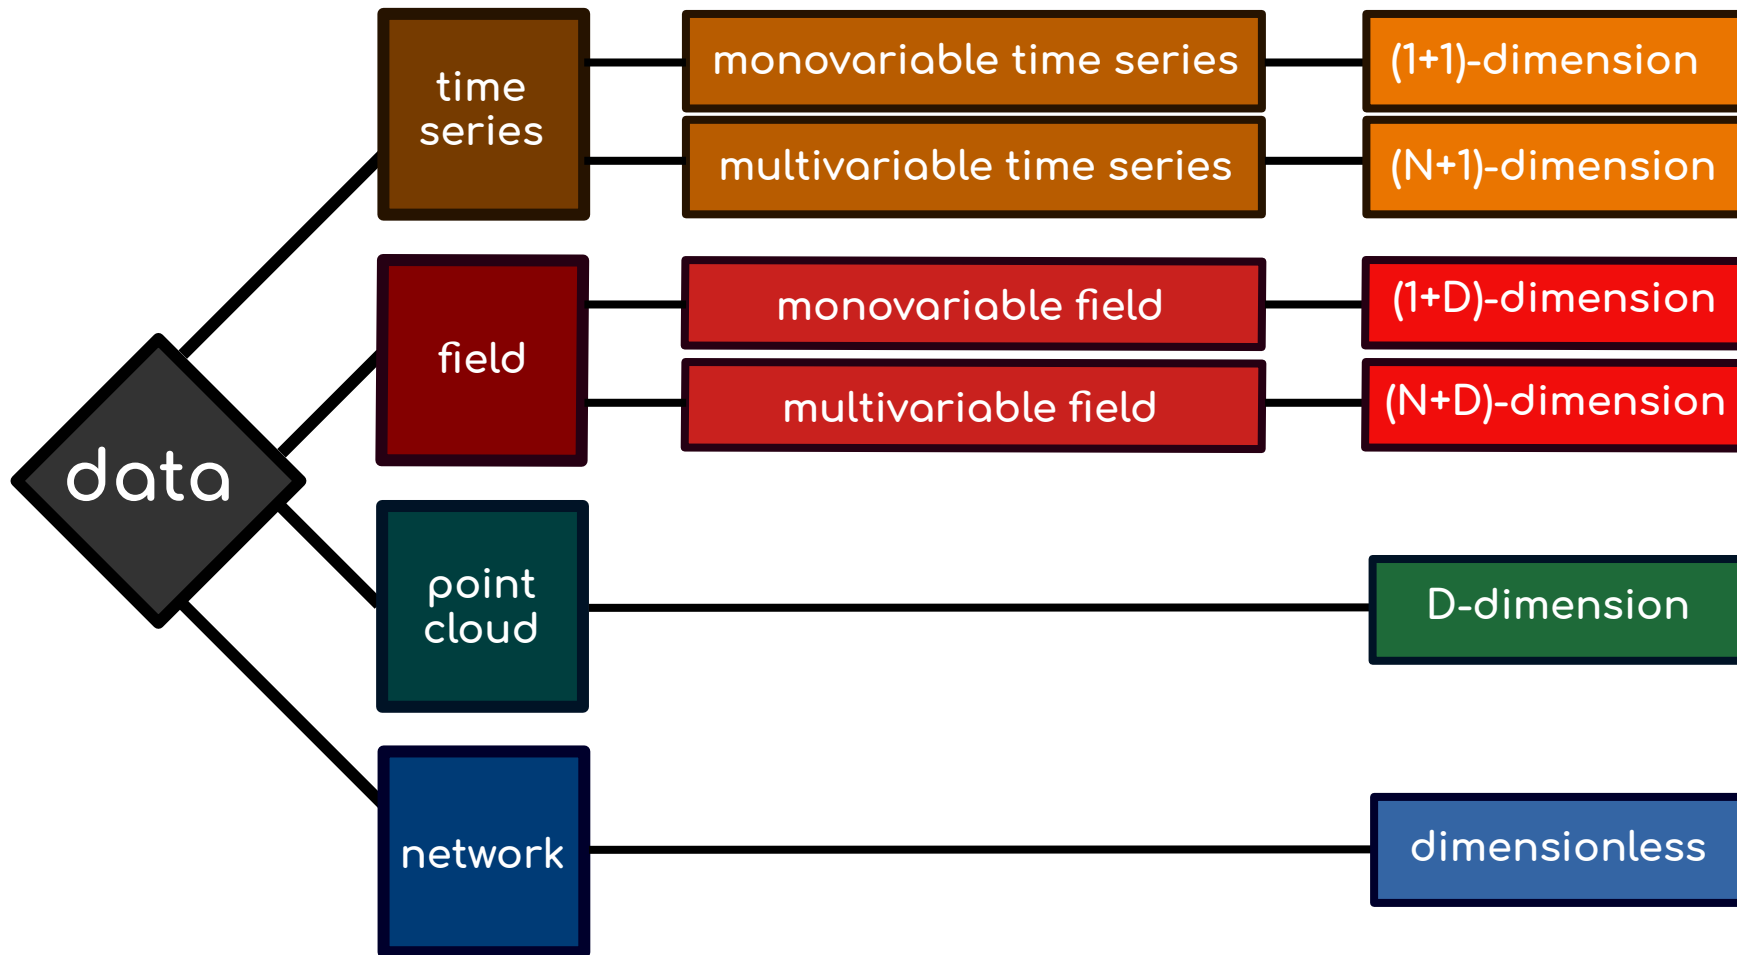 data
time
series
monovariable time series
(1+1)-dimension
multivariable time series
(N+1)-dimension
field
monovariable field
(1+D)-dimension
multivariable field
(N+D)-dimension
point
cloud
D-dimension
network
dimensionless